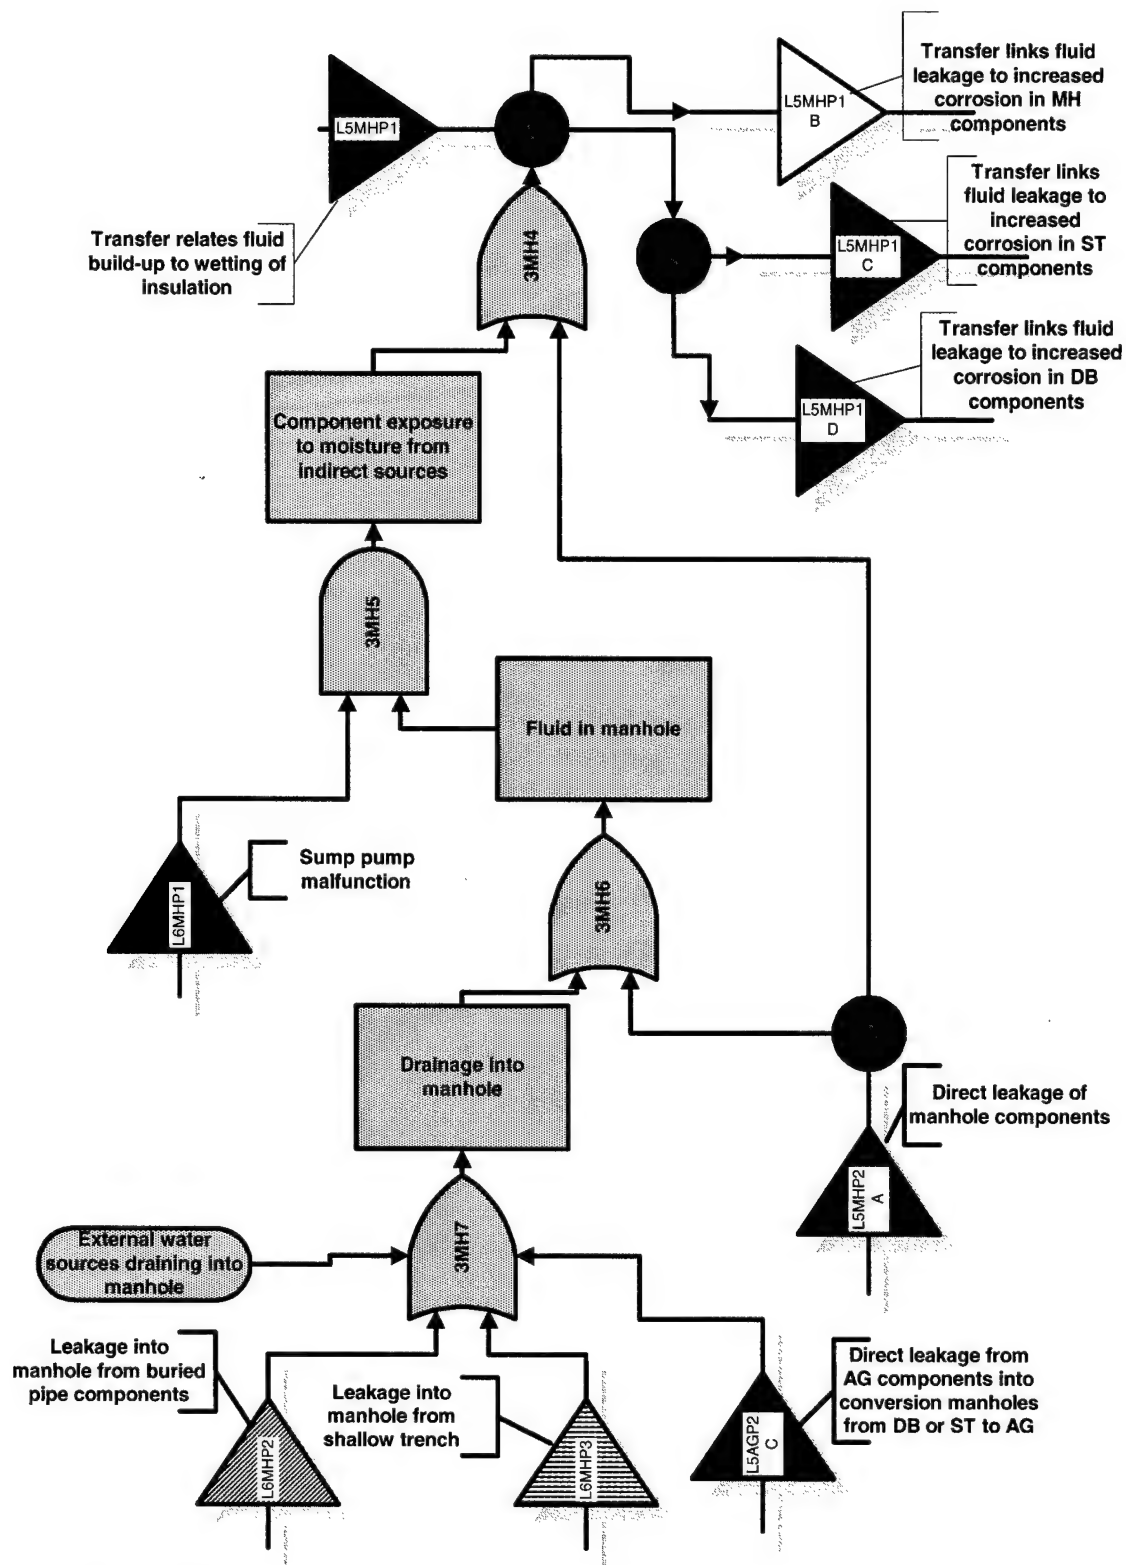 L5MHP1
L5MHP1
B
Transfer links fluid
leakage to increased
corrosion in MH
components
Transfer links
fluid leakage to
increased
corrosion in ST
components
L5MHP1
C
Transfer relates fluid
build-up to wetting of
insulation
3MH4
Transfer links fluid
leakage to increased
corrosion in DB
components
L5MHP1
D
Component exposure
to moisture from
indirect sources
3MH5
Fluid in manhole
Sump pump
malfunction
L6MHP1
3MH6
Drainage into
manhole
Direct leakage of
manhole components
L5MHP2
A
3MH7
External water
sources draining into
manhole
Leakage into
manhole from buried
pipe components
L6MHP2
Leakage into
manhole from
shallow trench
L6MHP3
Direct leakage from
AG components into
conversion manholes
from DB or ST to AG
L5AGP2
C